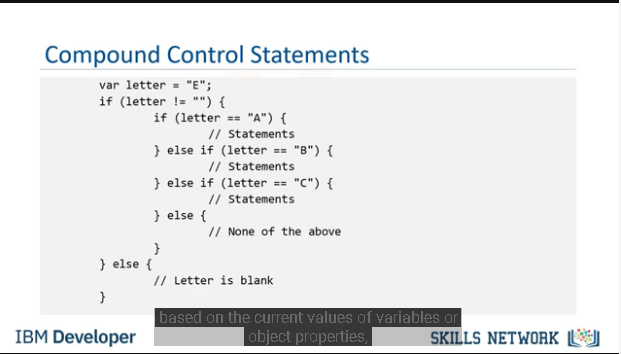 Compound Control Statements
var letter = "E";
if (letter != "") {
if (letter == "A") {
// Statements
} else if (letter == "B") {
// Statements
} else if (letter == "C") {
// Statements
} else {
// None of the above
}
} else {
// Letter is blank
}
based on the current values of variables or
object properties,
IBM Developer
SKILLS NETWORK